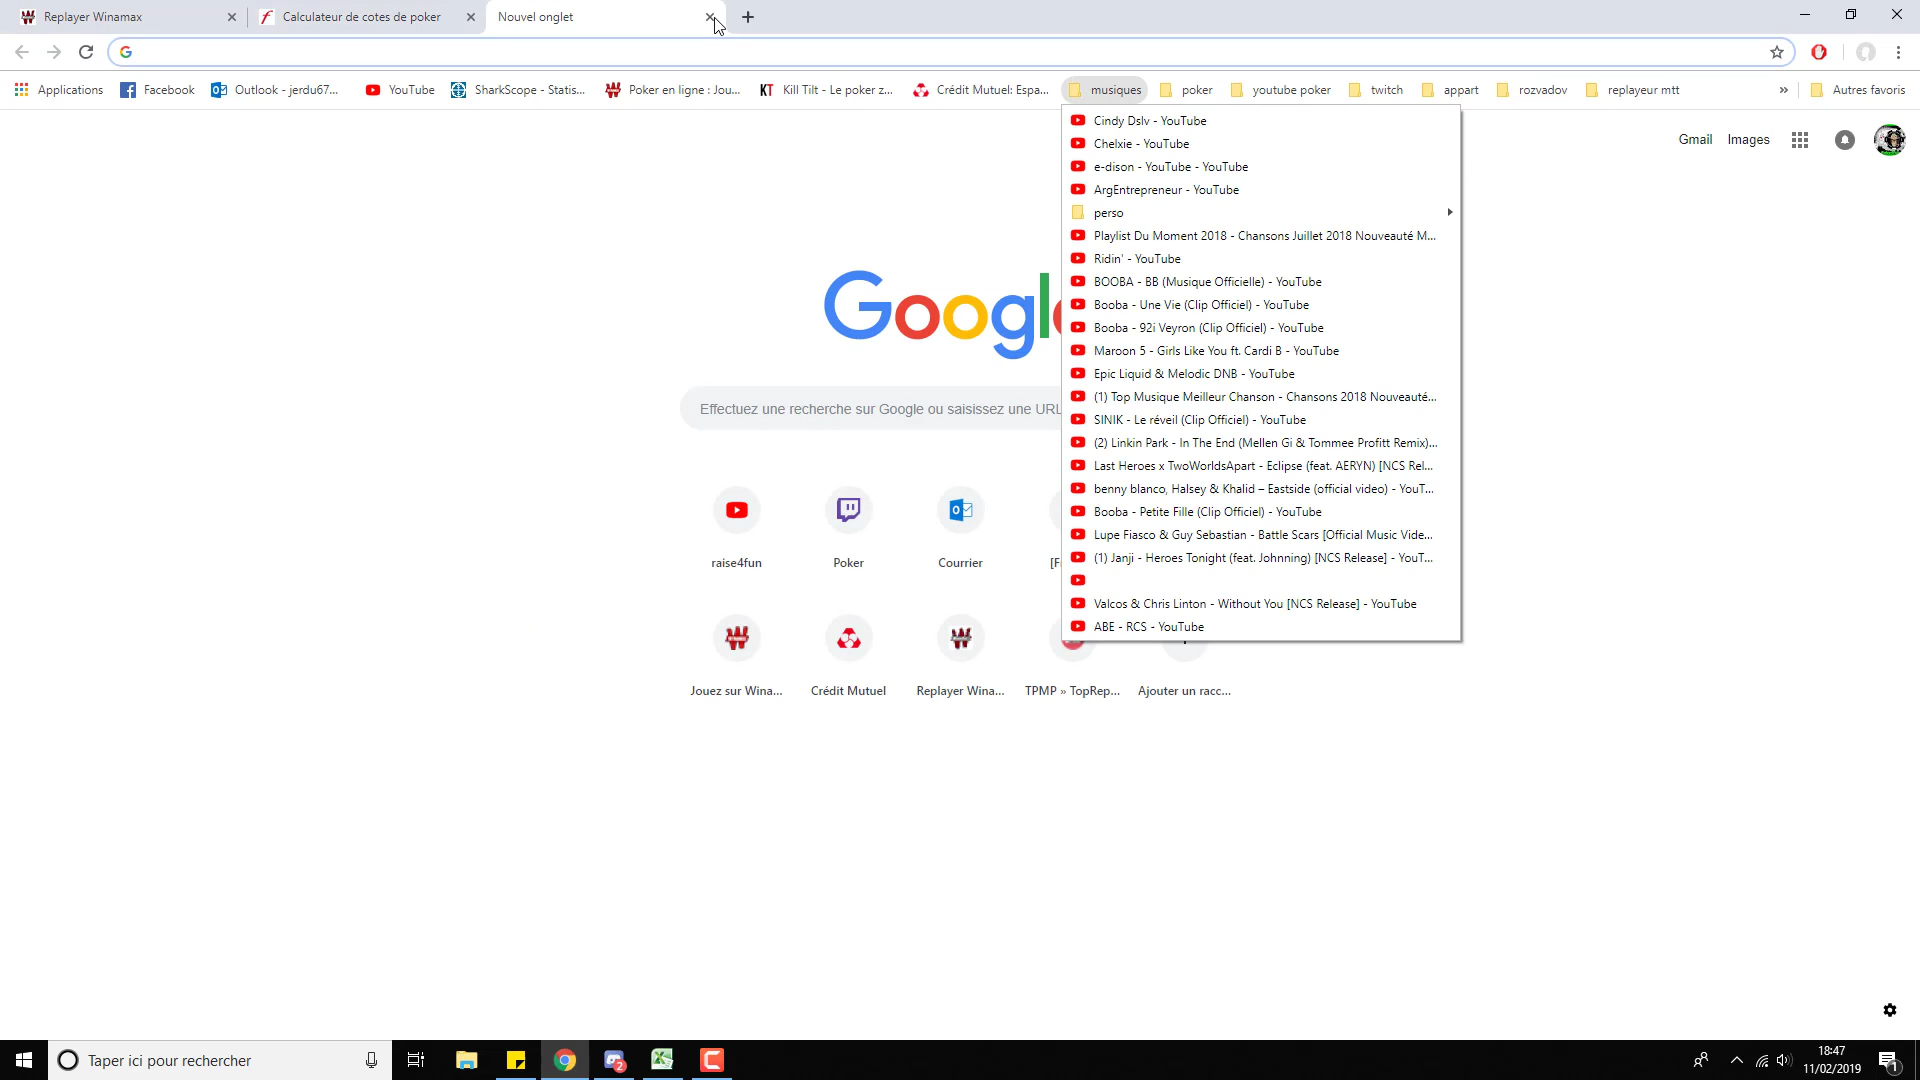 Replayer Winamax
Calculateur de cotes de poker
Nouvel onglet
Applications
Facebook
Outlook - jerdu67...
YouTube
SharkScope - Statis...
Poker en ligne : Jou...
KT Kill Tilt - Le poker z...
Crédit Mutuel: Espa...
musiques
poker
youtube poker
twitch
appart
rozvadov
replayeur mtt
»
Autres favoris
Gmail
Images
Cindy Dslv - YouTube
Chelxie - YouTube
e-dison - YouTube - YouTube
ArgEntrepreneur - YouTube
perso
Playlist Du Moment 2018 - Chansons Juillet 2018 Nouveauté M...
Ridin' - YouTube
BOOBA - BB (Musique Officielle) - YouTube
Booba - Une Vie (Clip Officiel) - YouTube
Booba - 92i Veyron (Clip Officiel) - YouTube
Maroon 5 - Girls Like You ft. Cardi B - YouTube
Epic Liquid & Melodic DNB - YouTube
(1) Top Musique Meilleur Chanson - Chansons 2018 Nouveauté...
SINIK - Le réveil (Clip Officiel) - YouTube
(2) Linkin Park - In The End (Mellen Gi & Tommee Profitt Remix)...
Last Heroes x TwoWorldsApart - Eclipse (feat. AERYN) [NCS Rel...
benny blanco, Halsey & Khalid – Eastside (official video) - YouT...
Booba - Petite Fille (Clip Officiel) - YouTube
Lupe Fiasco & Guy Sebastian - Battle Scars [Official Music Vide...
(1) Janji - Heroes Tonight (feat. Johnning) [NCS Release] - YouT...
Valcos & Chris Linton - Without You [NCS Release] - YouTube
ABE - RCS - YouTube
Google
Effectuez une recherche sur Google ou saisissez une URL
raise4fun
Poker
Courrier
[F
Jouez sur Wina...
Crédit Mutuel
Replayer Wina...
TPMP » TopRep...
Ajouter un racc...
Taper ici pour rechercher
2
18:47
11/02/2019
1